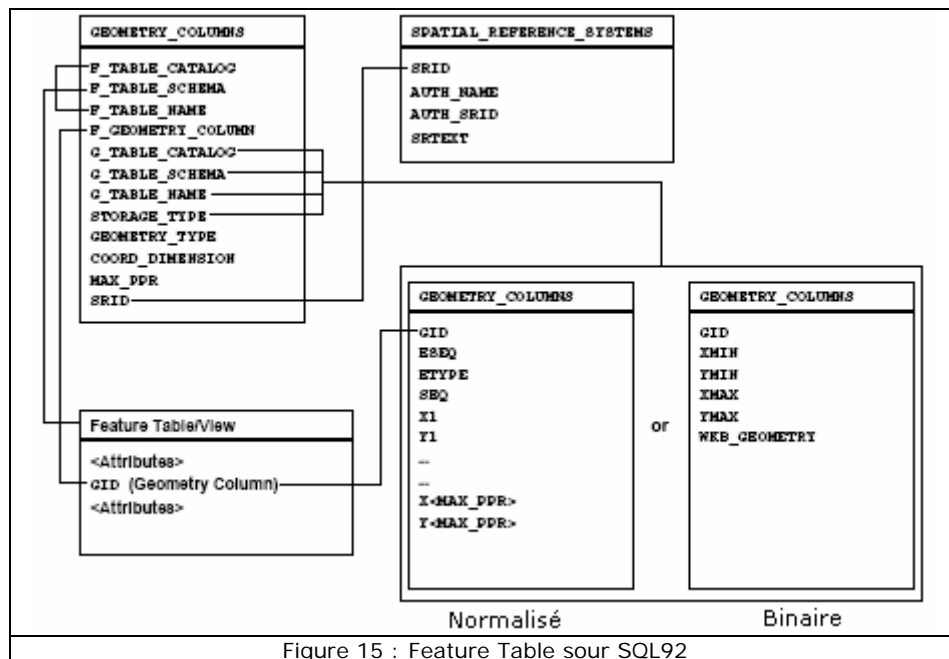 GEOMETRY_COLUMNS
F_TABLE_CATALOG
F_TABLE_SCHEMA
F_TABLE_NAME
F_GEOMETRY_COLUMN
G_TABLE_CATALOG
G_TABLE_SCHEMA
G_TABLE_NAME
STORAGE_TYPE
GEOMETRY_TYPE
COORD_DIMENSION
MAX_PPR
SRID
SPATIAL_REFERENCE_SYSTEMS
SRID
AUTH_NAME
AUTH_SRID
SRTEXT
Feature Table/View
<Attributes>
GID (Geometry Column)
<Attributes>
GEOMETRY_COLUMNS
GID
ESEQ
ETYPE
SEQ
X1
Y1
...
...
X<MAX_PPR>
Y<MAX_PPR>
or
GEOMETRY_COLUMNS
GID
XMIN
YMIN
XMAX
YMAX
WKB_GEOMETRY
Normalisé
Binaire
Figure 15 : Feature Table sour SQL92